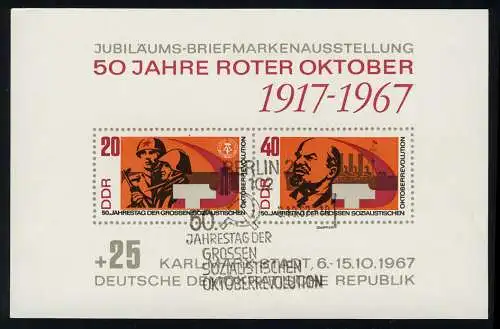 JUBILÄUMS-BRIEFMARKENAUSSTELLUNG
50 JAHRE ROTER OKTOBER
1917-1967
20
DDR
50. JAHRESTAG DER GROSSEN SOZIALISTISCHEN
OKTOBERREVOLUTION
40
DDR
50. JAHRESTAG DER GROSSEN SOZIALISTISCHEN
OKTOBERREVOLUTION
BERLIN
50.
JAHRESTAG DER
GROSSEN
SOZIALISTISCHEN
OKTOBERREVOLUTION
+25
KARL-MARX-STADT, 6.-15.10.1967
DEUTSCHE DEMOKRATISCHE REPUBLIK